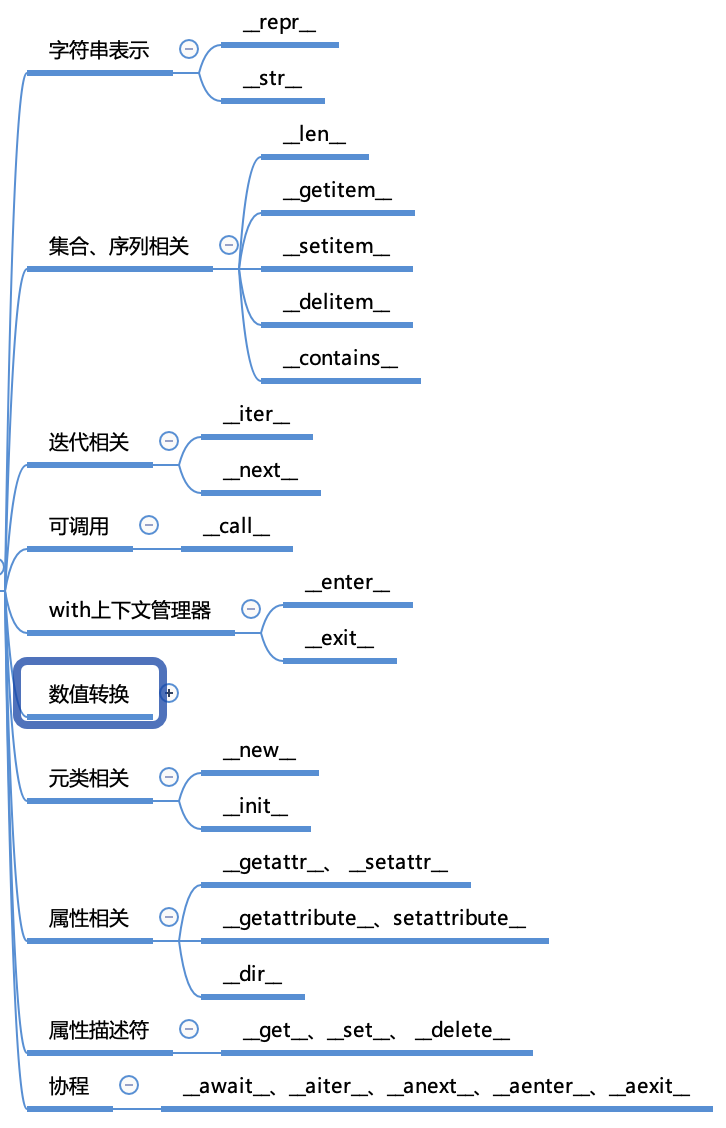 字符串表示
__repr__
__str__
集合、序列相关
__len__
__getitem__
__setitem__
__delitem__
__contains__
迭代相关
__iter__
__next__
可调用
__call__
with上下文管理器
__enter__
__exit__
数值转换
元类相关
__new__
__init__
属性相关
__getattr__、 __setattr__
__getattribute__、setattribute__
__dir__
属性描述符
__get__、__set__、 __delete__
协程
__await__、__aiter__、__anext__、__aenter__、__aexit__